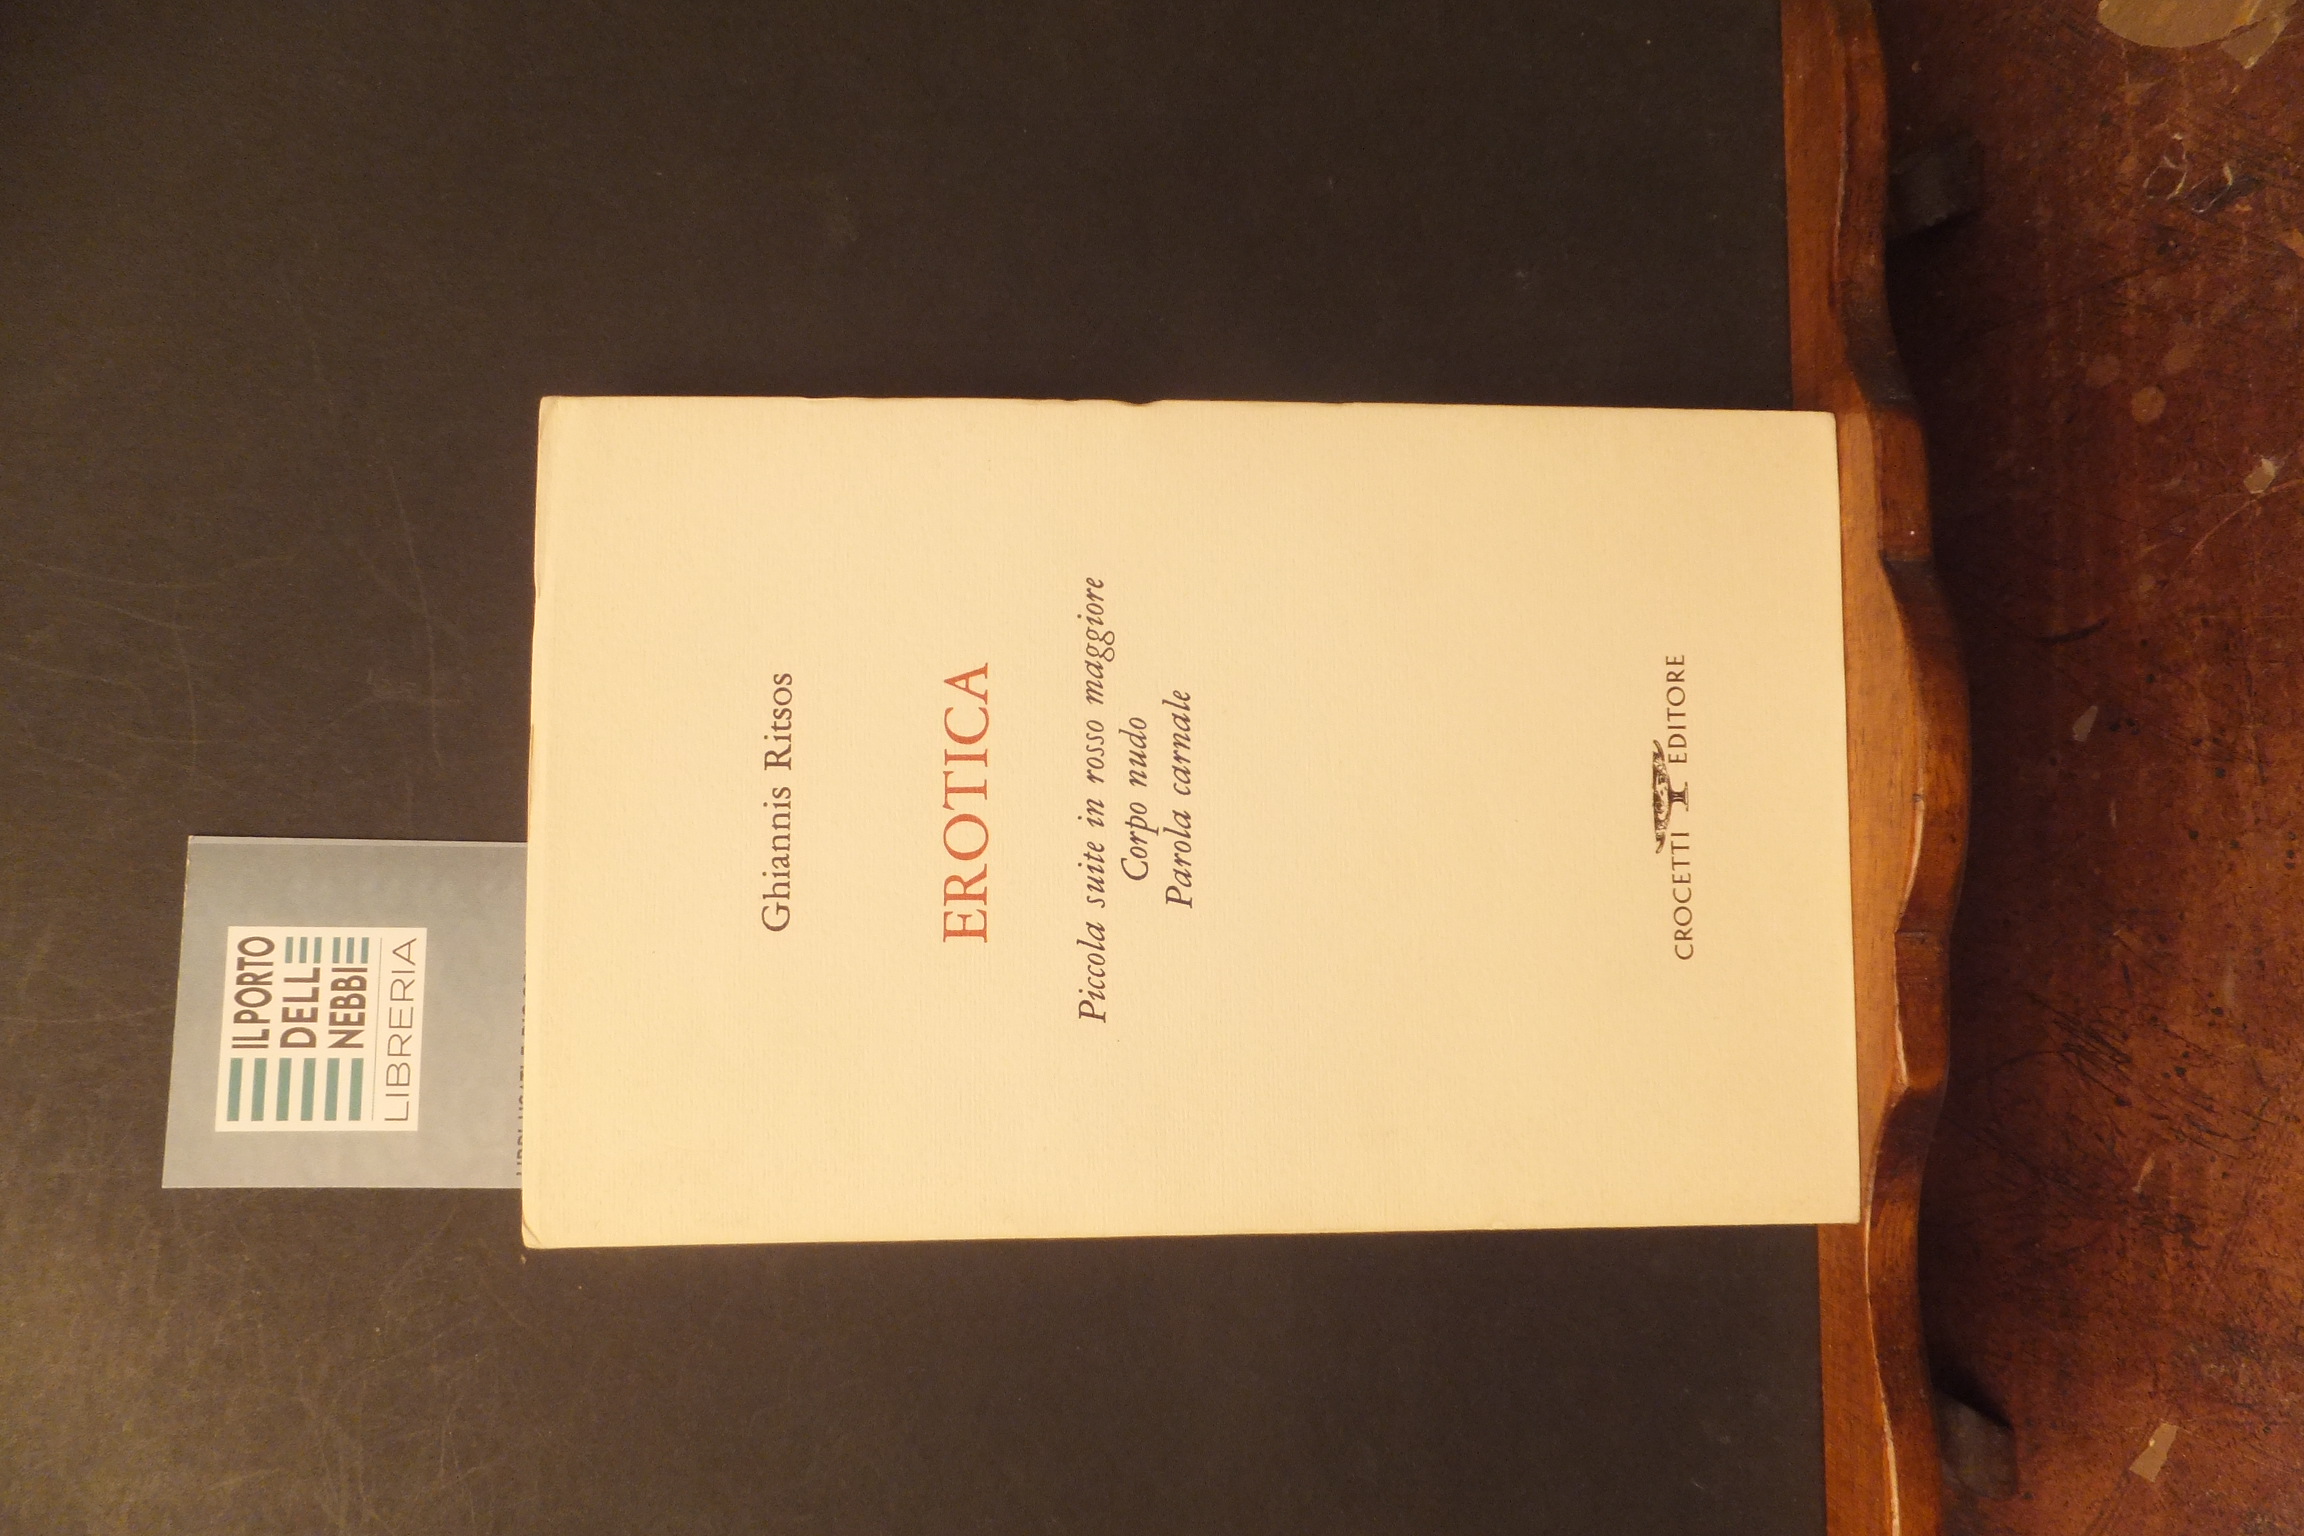 IL PORTO
DELLE
NEBBIE
LIBRERIA
Ghiannis Ritsos
EROTICA
Piccola suite in rosso maggiore
Corpo nudo
Parola carnale
CROCETTI EDITORE